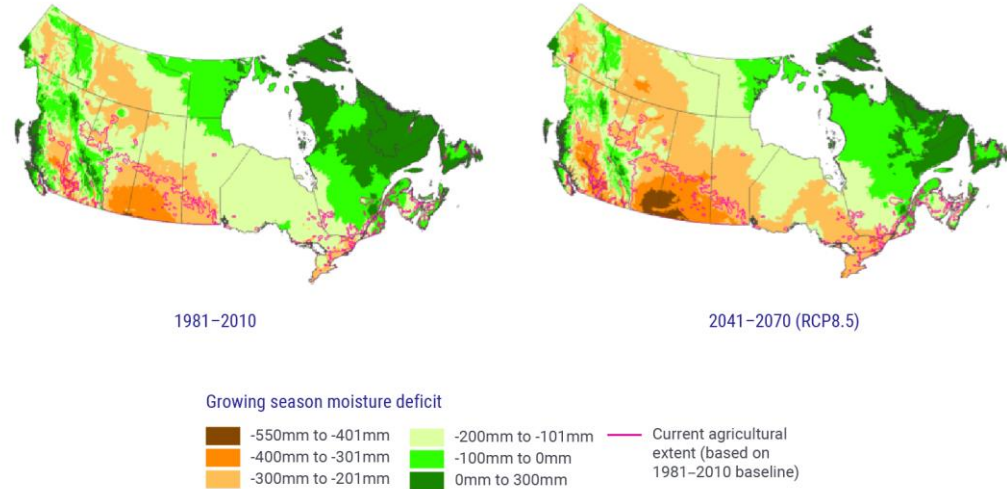 1981–2010
2041–2070 (RCP8.5)
Growing season moisture deficit
-550mm to -401mm
-400mm to -301mm
-300mm to -201mm
-200mm to -101mm
-100mm to 0mm
0mm to 300mm
Current agricultural
extent (based on
1981–2010 baseline)